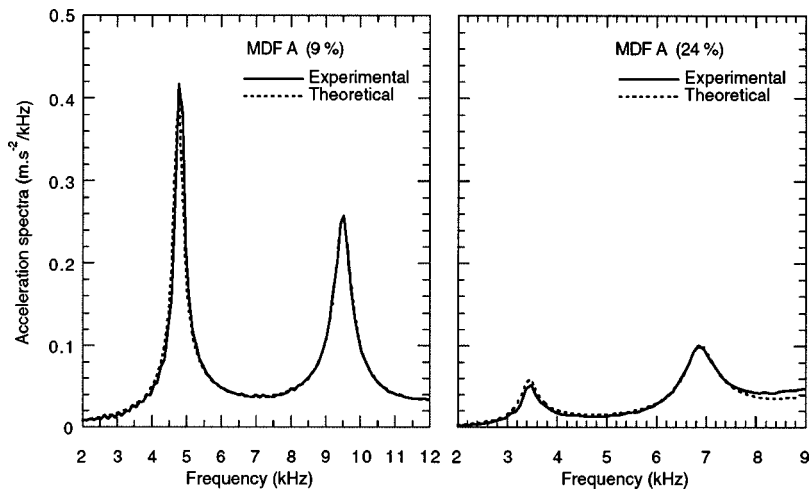 0.5
0.4
0.3
0.2
0.1
0
Acceleration spectra (m.s-2/kHz)
MDF A (9 %)
Experimental
Theoretical
2 3 4 5 6 7 8 9 10 11 12
Frequency (kHz)
MDF A (24 %)
Experimental
Theoretical
2 3 4 5 6 7 8 9
Frequency (kHz)